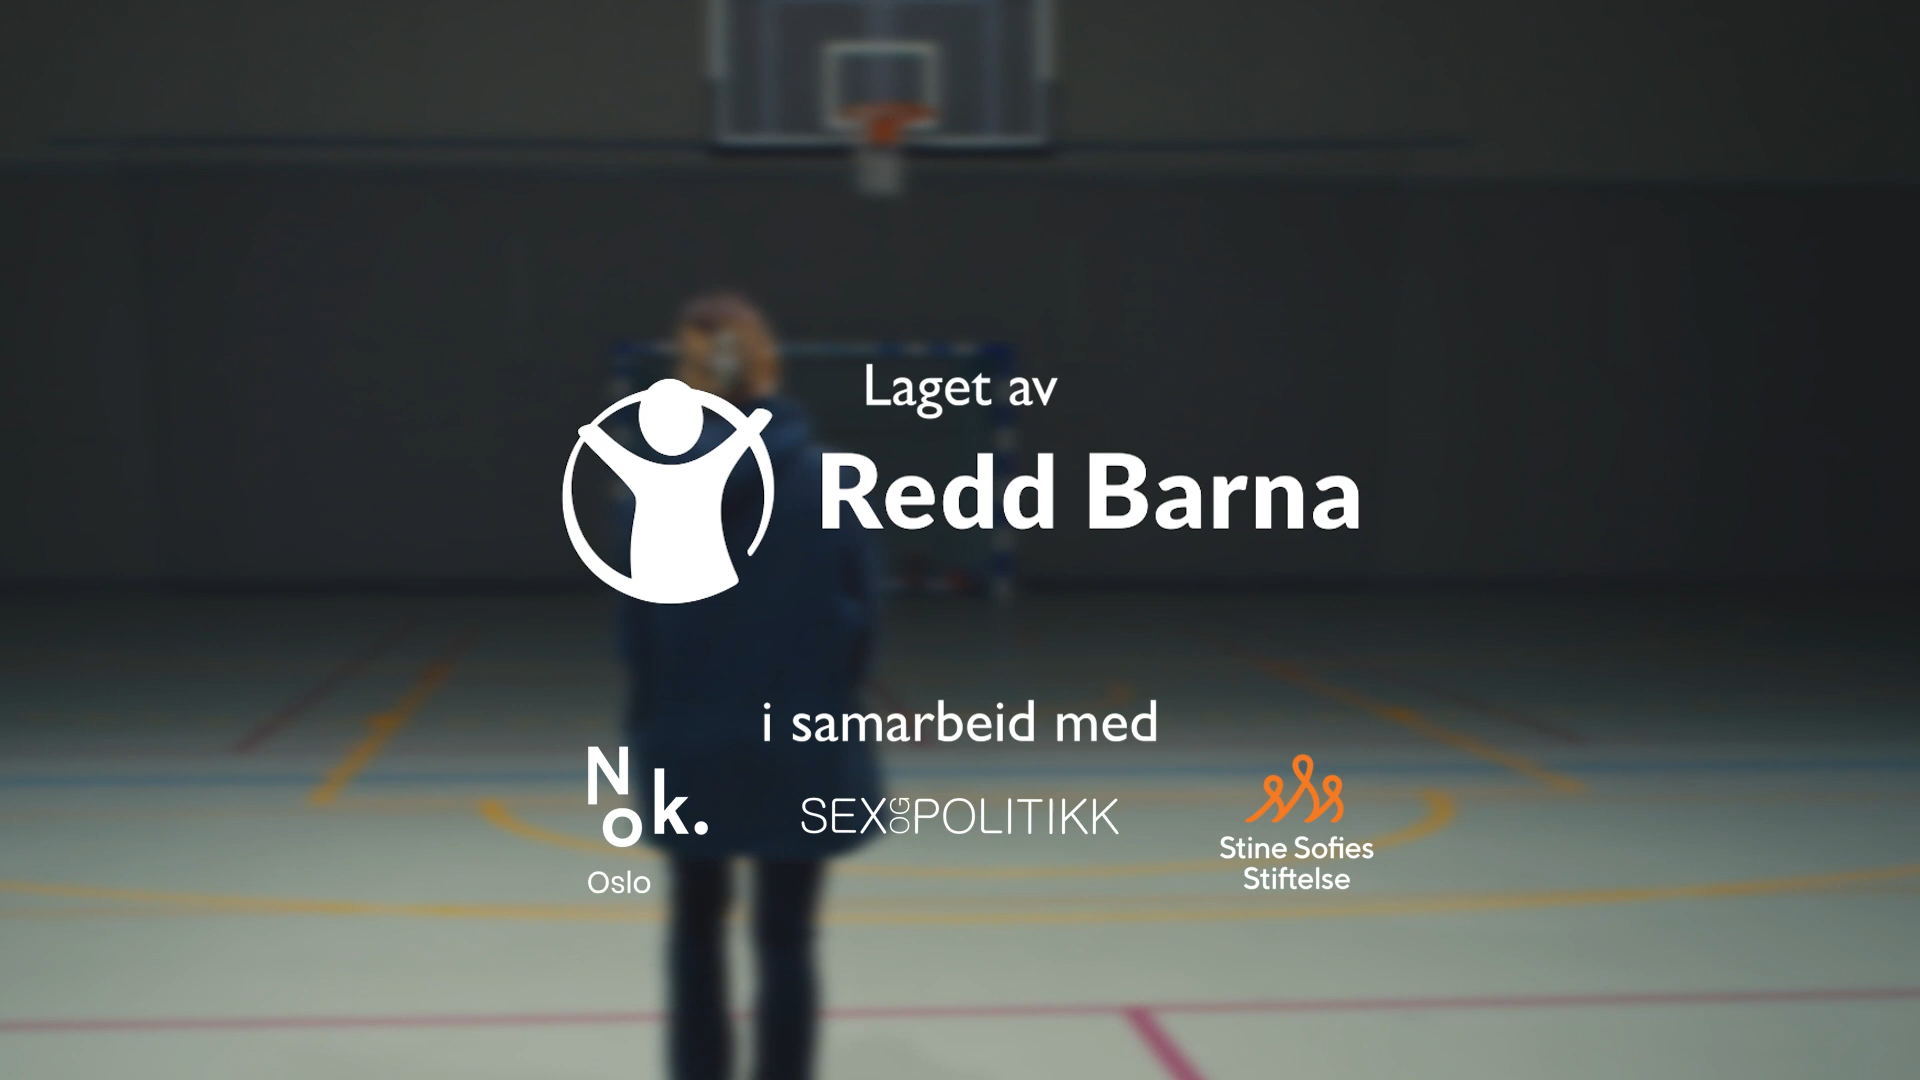 Laget av
Redd Barna
i samarbeid med
Nok.
Oslo
SEX OG POLITIKK
Stine Sofies
Stiftelse